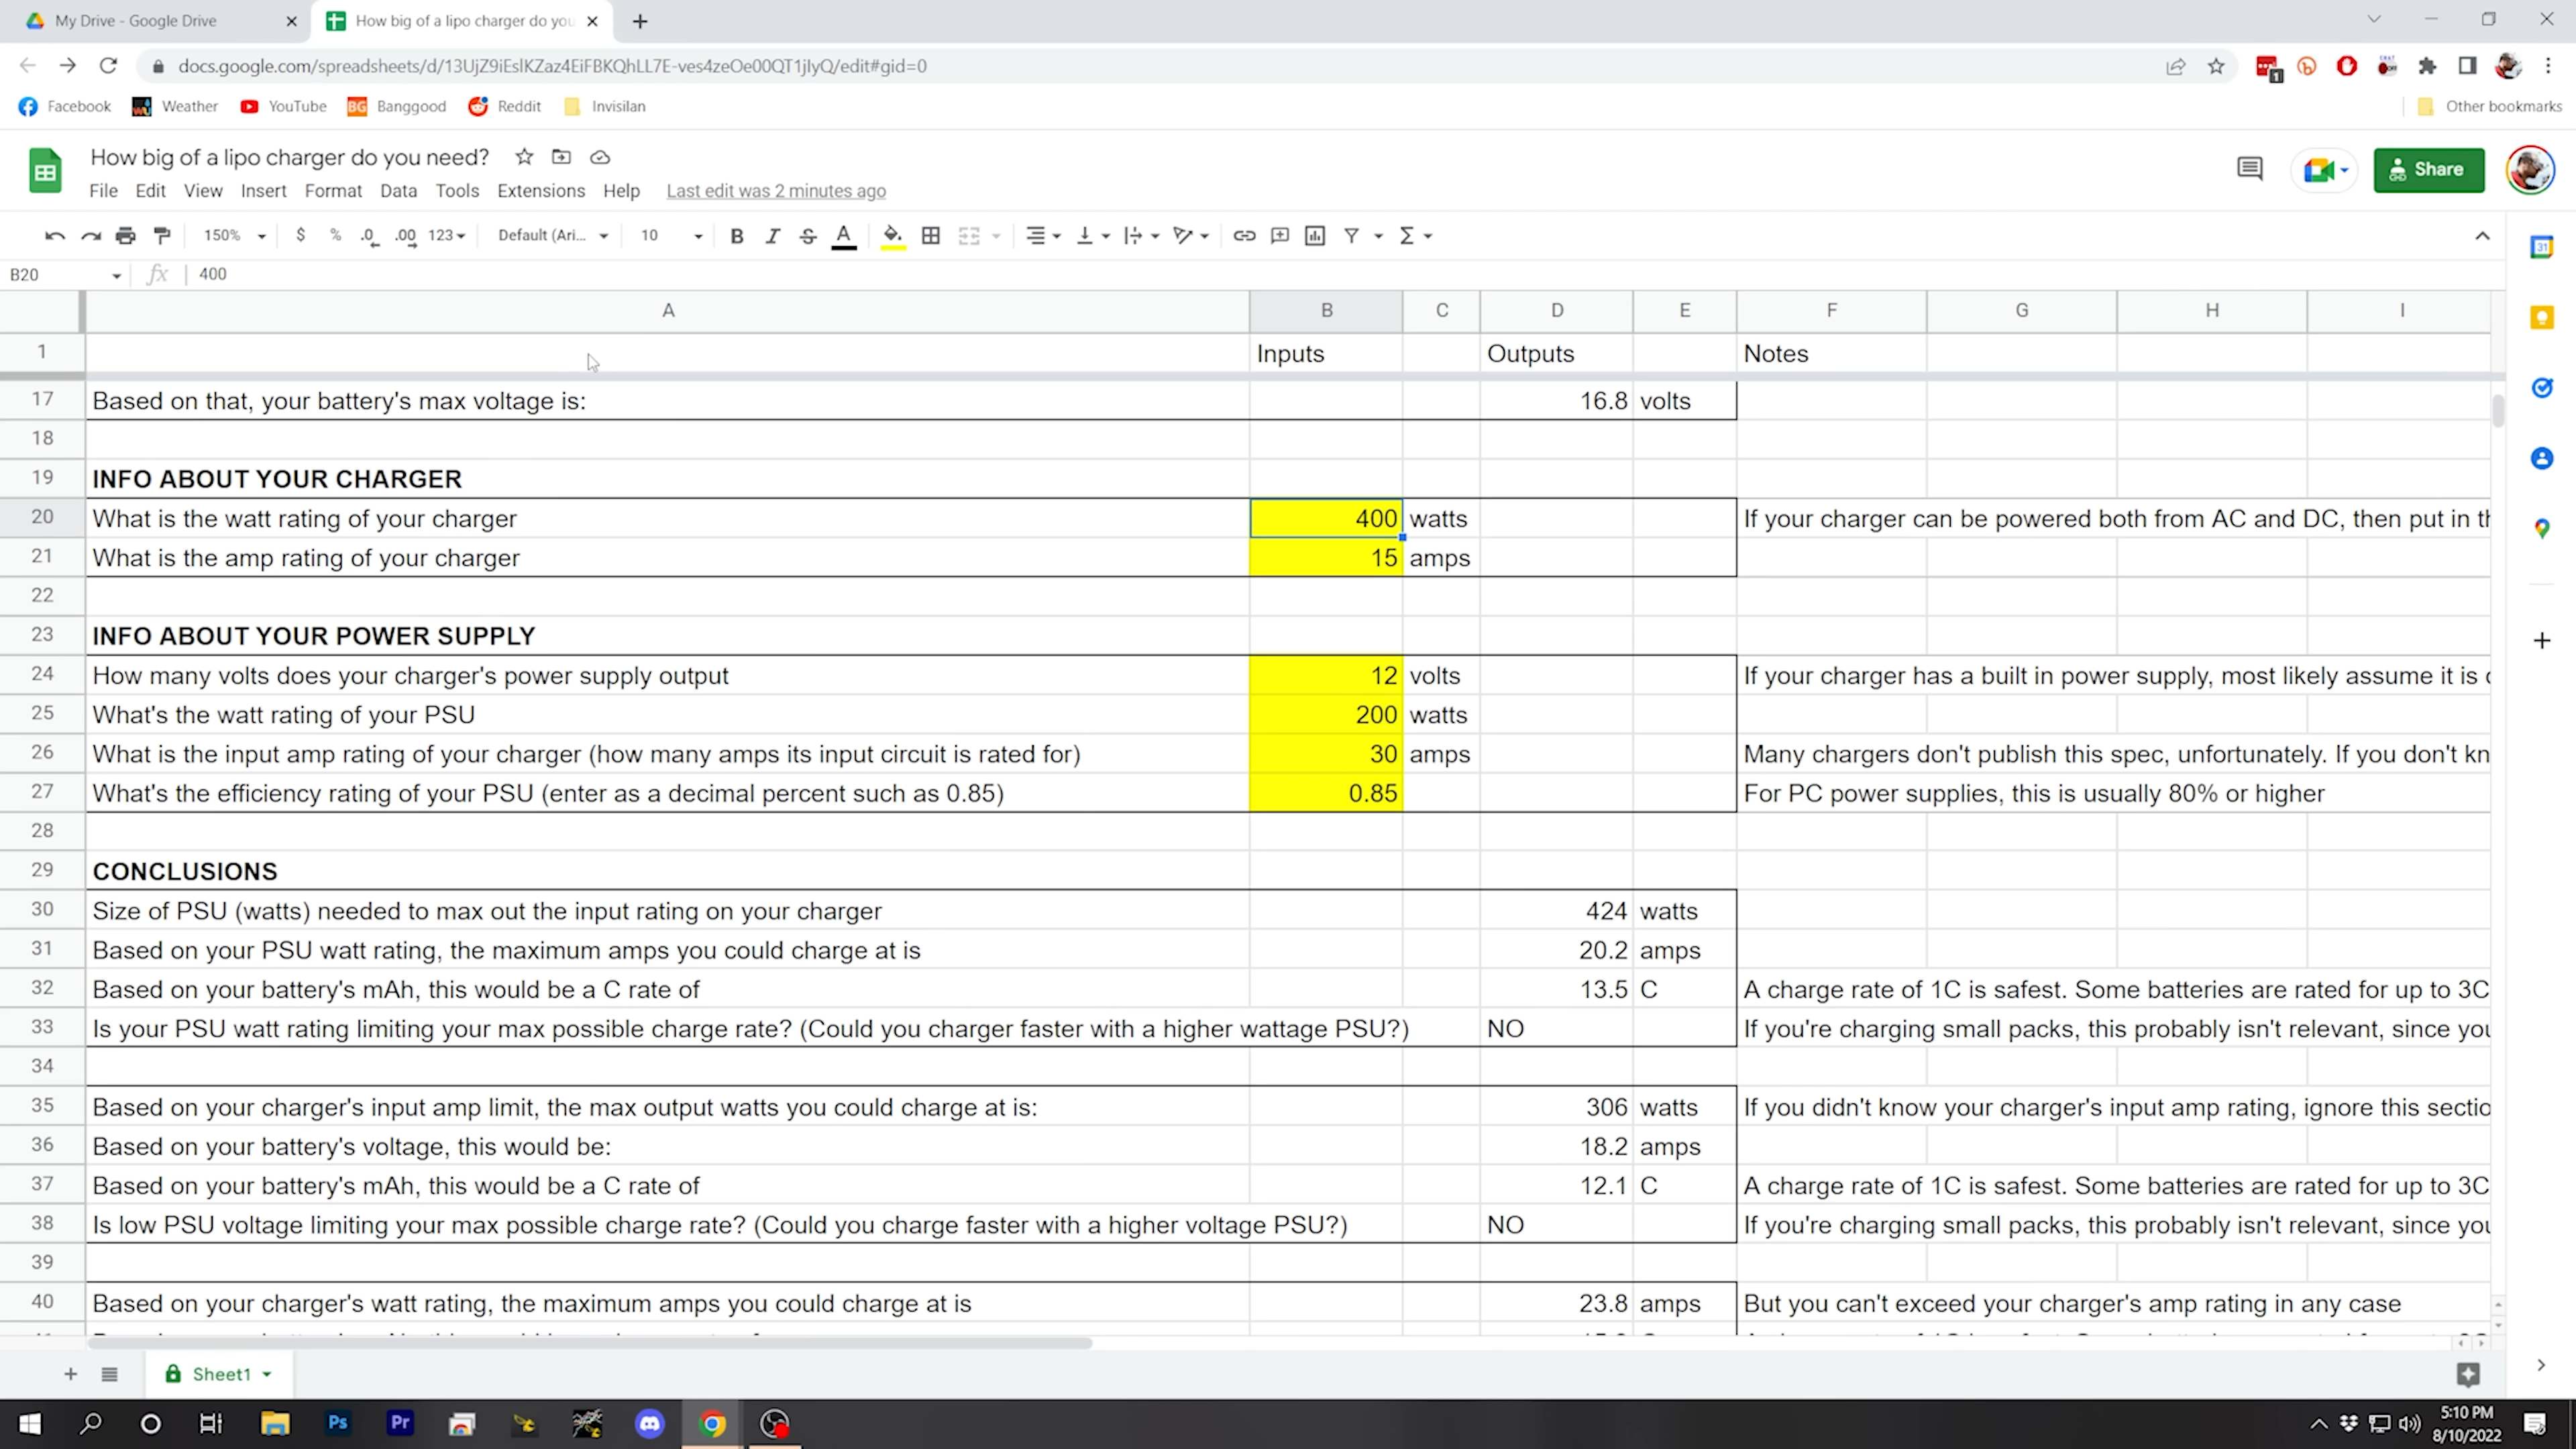 My Drive - Google Drive
How big of a lipo charger do you
docs.google.com/spreadsheets/d/13UjZ9iEslKZaz4EiFBKQhLL7E-ves4zeOe00QT1jIyQ/edit#gid=0
Facebook Weather YouTube Banggood Reddit Invisilan Other bookmarks
How big of a lipo charger do you need?
File Edit View Insert Format Data Tools Extensions Help Last edit was 2 minutes ago
Share
150% $ % .0 .00 123 Default (Ari... 10 B I S A
B20 fx 400
A B C D E F G H I
1 Inputs Outputs Notes
17 Based on that, your battery's max voltage is: 16.8 volts
18
19 INFO ABOUT YOUR CHARGER
20 What is the watt rating of your charger 400 watts If your charger can be powered both from AC and DC, then put in th
21 What is the amp rating of your charger 15 amps
22
23 INFO ABOUT YOUR POWER SUPPLY
24 How many volts does your charger's power supply output 12 volts If your charger has a built in power supply, most likely assume it is
25 What's the watt rating of your PSU 200 watts
26 What is the input amp rating of your charger (how many amps its input circuit is rated for) 30 amps Many chargers don't publish this spec, unfortunately. If you don't kn
27 What's the efficiency rating of your PSU (enter as a decimal percent such as 0.85) 0.85 For PC power supplies, this is usually 80% or higher
28
29 CONCLUSIONS
30 Size of PSU (watts) needed to max out the input rating on your charger 424 watts
31 Based on your PSU watt rating, the maximum amps you could charge at is 20.2 amps
32 Based on your battery's mAh, this would be a C rate of 13.5 C A charge rate of 1C is safest. Some batteries are rated for up to 3C
33 Is your PSU watt rating limiting your max possible charge rate? (Could you charger faster with a higher wattage PSU?) NO If you're charging small packs, this probably isn't relevant, since you
34
35 Based on your charger's input amp limit, the max output watts you could charge at is: 306 watts If you didn't know your charger's input amp rating, ignore this sectio
36 Based on your battery's voltage, this would be: 18.2 amps
37 Based on your battery's mAh, this would be a C rate of 12.1 C A charge rate of 1C is safest. Some batteries are rated for up to 3C
38 Is low PSU voltage limiting your max possible charge rate? (Could you charge faster with a higher voltage PSU?) NO If you're charging small packs, this probably isn't relevant, since you
39
40 Based on your charger's watt rating, the maximum amps you could charge at is 23.8 amps But you can't exceed your charger's amp rating in any case
Sheet1
Ps Pr
5:10 PM
8/10/2022